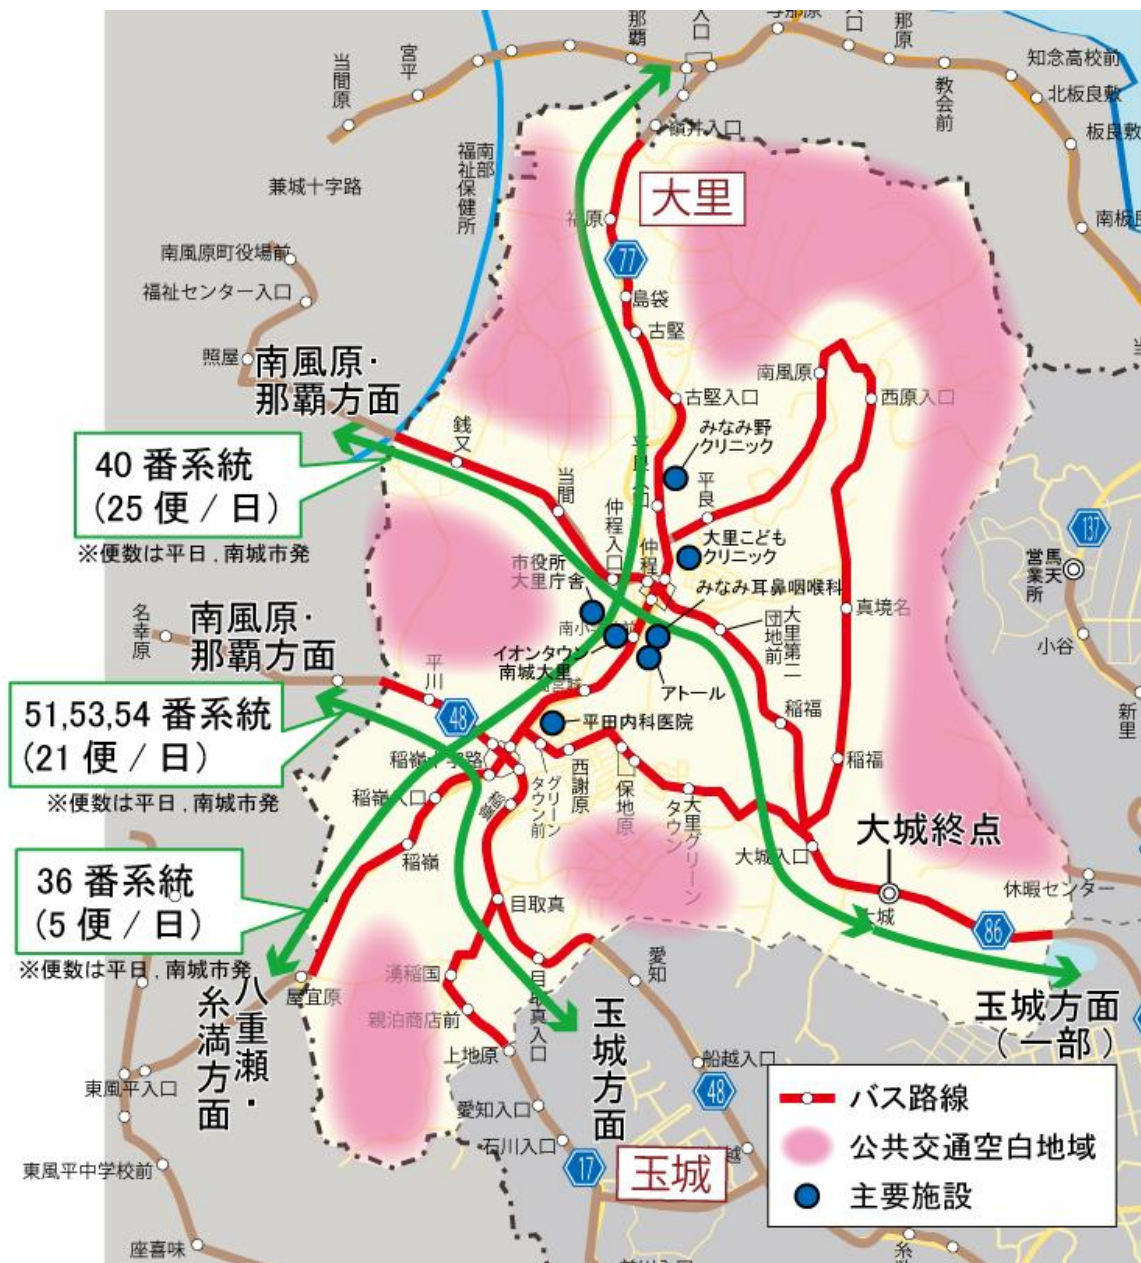 那覇
入口
与那原
入口
那原
宮平
当間原
知念高校前
北板良敷
教会前
板良敷
嶺井入口
南部
福祉保健所
兼城十字路
大里
福原
南板良
南風原町役場前
77
福祉センター入口
島袋
古堅
照屋
南風原・
那覇方面
南風原
西原入口
古堅入口
みなみ野
クリニック
銭又
平良入口
40 番系統
(25 便 / 日)
※便数は平日,南城市発
当間
平良
仲程入口
仲程
大里こども
クリニック
137
馬天
営業所
市役所
大里庁舎
みなみ耳鼻咽喉科
名幸原
南風原・
那覇方面
大里第二
団地前
真境名
小谷
イオンタウン
南城大里
アトール
平川
新里
51,53,54 番系統
(21 便 / 日)
※便数は平日,南城市発
48
平田内科医院
稲福
稲福
稲嶺十字路
稲嶺入口
稲嶺
グリーン
タウン前
西謝原
保地原
大里グリーン
タウン
稲嶺
大城入口
大城終点
休暇センター
36 番系統
(5 便 / 日)
※便数は平日,南城市発
目取真
大城
86
愛知
湧稲国
屋宜原
親泊商店前
目取真入口
八重瀬・
糸満方面
玉城方面
玉城方面
(一部)
上地原
船越入口
東風平入口
愛知入口
48
石川入口
バス路線
公共交通空白地域
主要施設
17
玉城
越
東風平中学校前
座喜味